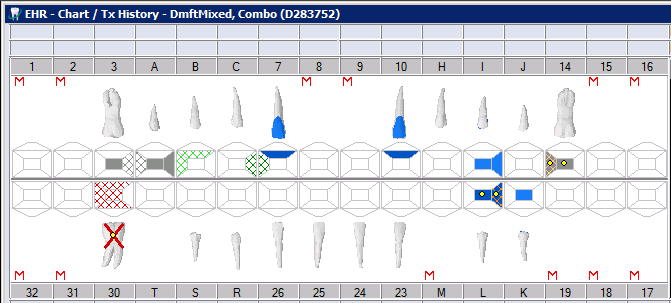 EHR - Chart / Tx History - DmftMixed, Combo (D283752)
1 2 3 A B C 7 8 9 10 H I J 14 15 16
M M M M M M
32 31 30 T S R 26 25 24 23 M L K 19 18 17
M M M M M M